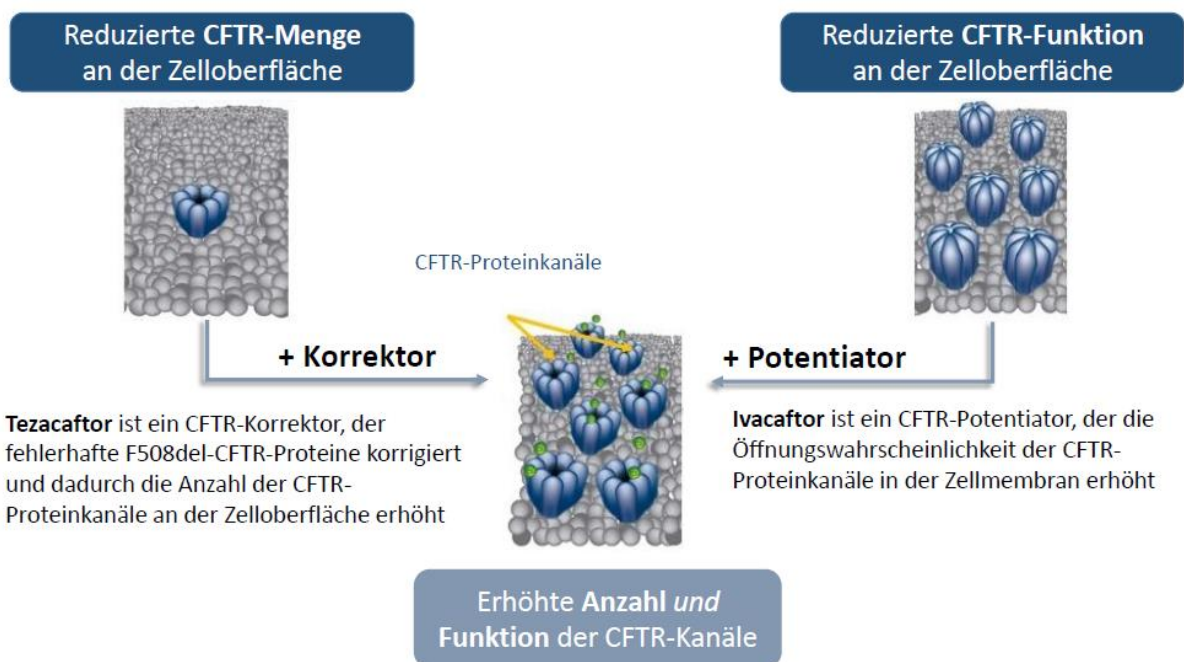 Reduzierte CFTR-Menge
an der Zelloberfläche
Reduzierte CFTR-Funktion
an der Zelloberfläche
CFTR-Proteinkanäle
+ Korrektor
+ Potentiator
Tezacaftor ist ein CFTR-Korrektor, der
fehlerhafte F508del-CFTR-Proteine korrigiert
und dadurch die Anzahl der CFTR-
Proteinkanäle an der Zelloberfläche erhöht
Ivacaftor ist ein CFTR-Potentiator, der die
Öffnungswahrscheinlichkeit der CFTR-
Proteinkanäle in der Zellmembran erhöht
Erhöhte Anzahl und
Funktion der CFTR-Kanäle